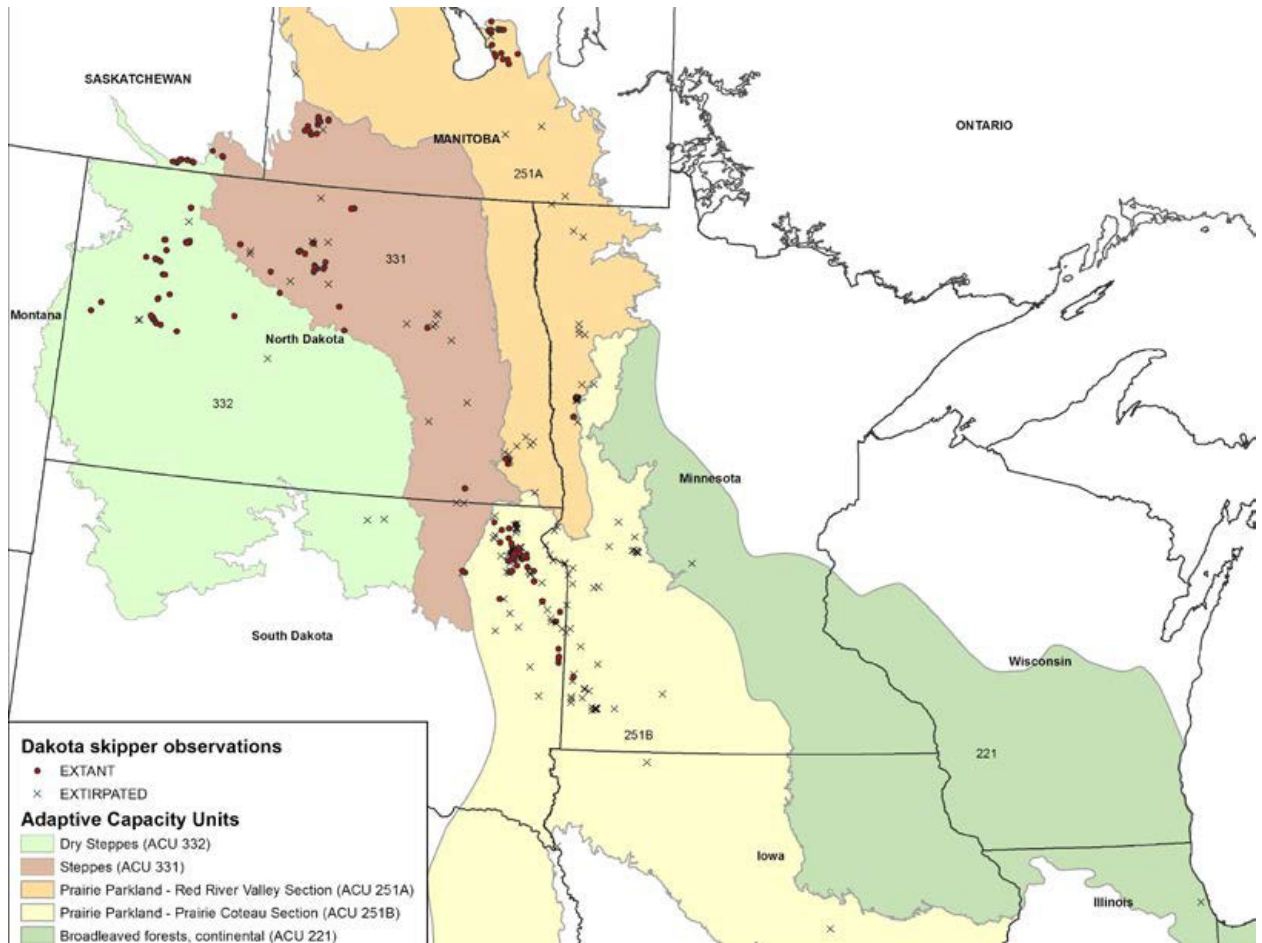 SASKATCHEWAN
ONTARIO
MANITOBA
251A
331
Montana
North Dakota
332
Minnesota
South Dakota
Wisconsin
251B
221
Iowa
Illinois
Dakota skipper observations
EXTANT
EXTIRPATED
Adaptive Capacity Units
Dry Steppes (ACU 332)
Steppes (ACU 331)
Prairie Parkland - Red River Valley Section (ACU 251A)
Prairie Parkland - Prairie Coteau Section (ACU 251B)
Broadleaved forests, continental (ACU 221)